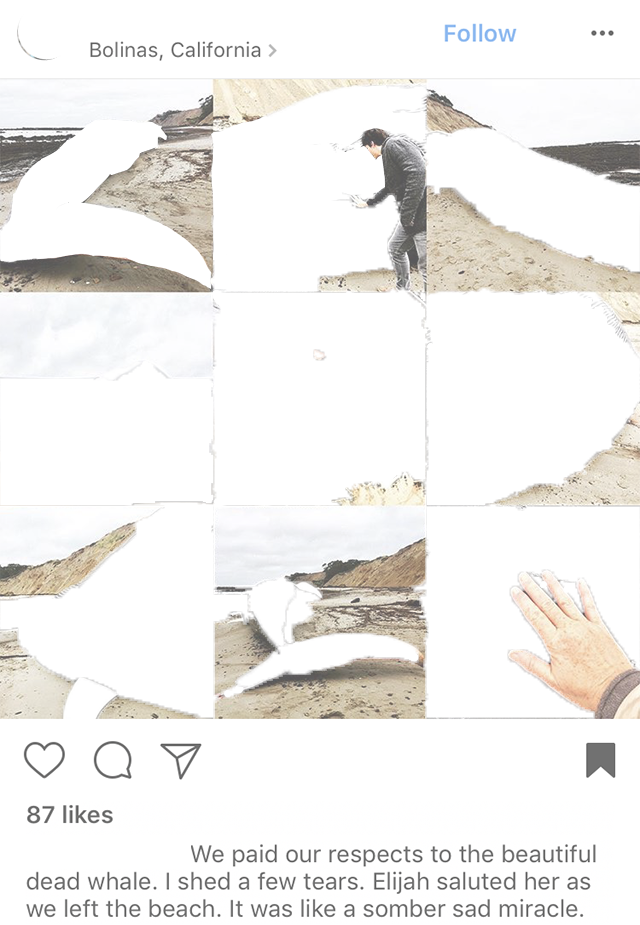 Bolinas, California
Follow
87 likes
We paid our respects to the beautiful
dead whale. I shed a few tears. Elijah saluted her as
we left the beach. It was like a somber sad miracle.